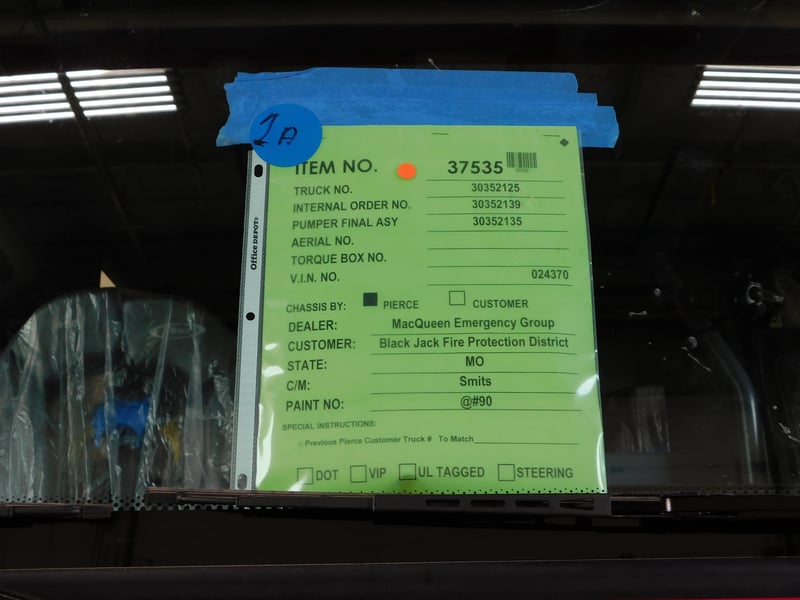 1A
ITEM NO. 37535
TRUCK NO. 30352125
INTERNAL ORDER NO. 30352139
PUMPER FINAL ASY 30352135
AERIAL NO.
TORQUE BOX NO.
V.I.N. NO. 024370
CHASSIS BY: PIERCE CUSTOMER
DEALER: MacQueen Emergency Group
CUSTOMER: Black Jack Fire Protection District
STATE: MO
C/M: Smits
PAINT NO: @#90
SPECIAL INSTRUCTIONS:
Previous Pierce Customer Truck # To Match
DOT VIP UL TAGGED STEERING
Office DEPOT